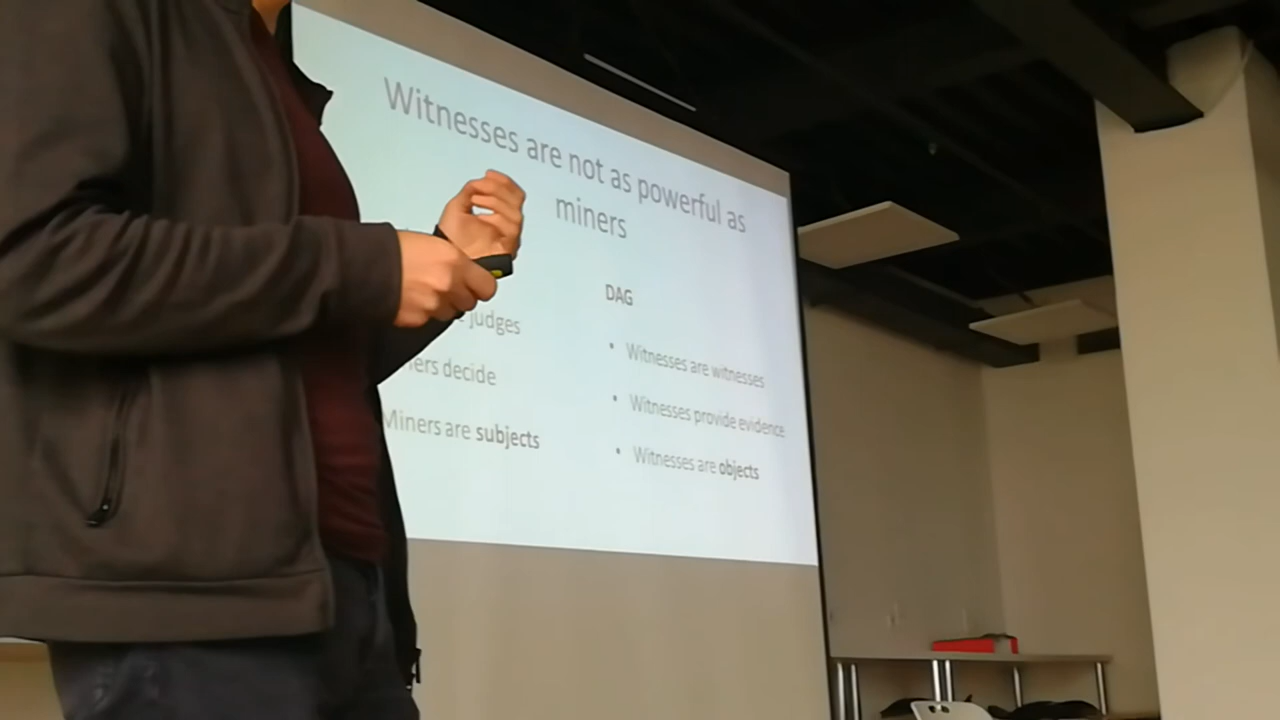 Witnesses are not as powerful as
miners
judges
decide
Miners are subjects
DAG
• Witnesses are witnesses
• Witnesses provide evidence
• Witnesses are objects